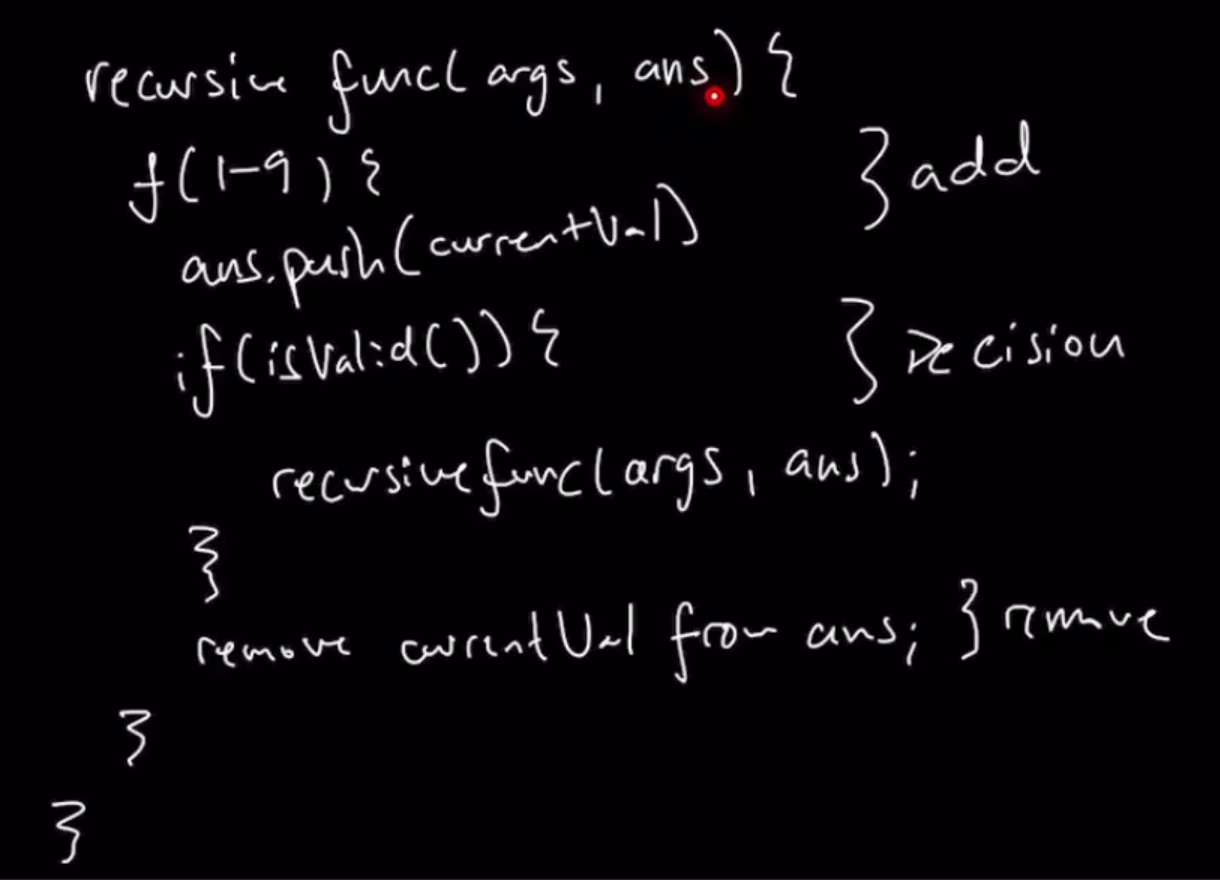 recursive func(args, ans) {
f(1-9) {
} add
ans.push(currentVal)
if(isValid()) {
} Decision
recursivefunc(args, ans);
}
remove currentVal from ans; } remove
}
}